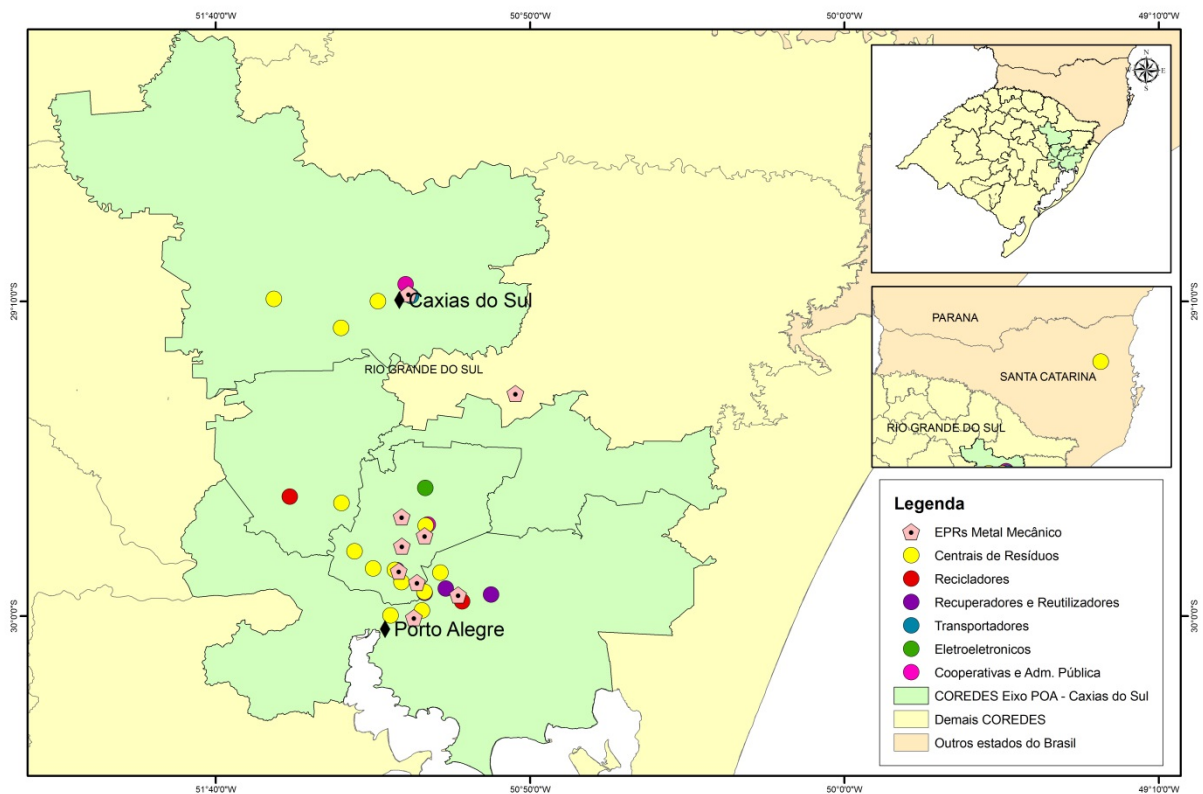 51°40'0"W
50°50'0"W
50°0'0"W
49°10'0"W
N
W
E
S
29°10'0"S
29°10'0"S
Caxias do Sul
RIO GRANDE DO SUL
PARANA
SANTA CATARINA
RIO GRANDE DO SUL
30°0'0"S
30°0'0"S
Porto Alegre
Legenda
EPRs Metal Mecânico
Centrais de Resíduos
Recicladores
Recuperadores e Reutilizadores
Transportadores
Eletroeletronicos
Cooperativas e Adm. Pública
COREDES Eixo POA - Caxias do Sul
Demais COREDES
Outros estados do Brasil
51°40'0"W
50°50'0"W
50°0'0"W
49°10'0"W